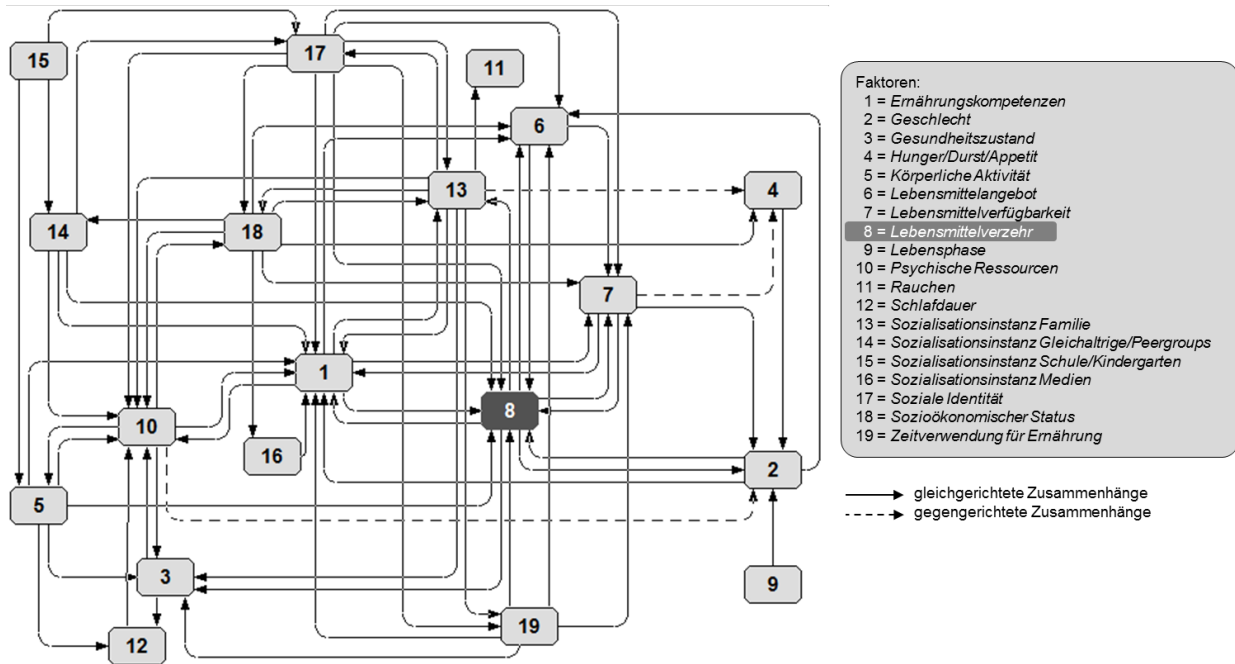 15
17
11
6
13
4
14
18
7
1
8
10
16
2
5
3
9
19
12
Faktoren:
1 = Ernährungskompetenzen
2 = Geschlecht
3 = Gesundheitszustand
4 = Hunger/Durst/Appetit
5 = Körperliche Aktivität
6 = Lebensmittelangebot
7 = Lebensmittelverfügbarkeit
8 = Lebensmittelverzehr
9 = Lebensphase
10 = Psychische Ressourcen
11 = Rauchen
12 = Schlafdauer
13 = Sozialisationsinstanz Familie
14 = Sozialisationsinstanz Gleichaltrige/Peergroups
15 = Sozialisationsinstanz Schule/Kindergarten
16 = Sozialisationsinstanz Medien
17 = Soziale Identität
18 = Sozioökonomischer Status
19 = Zeitverwendung für Ernährung
gleichgerichtete Zusammenhänge
gegengerichtete Zusammenhänge